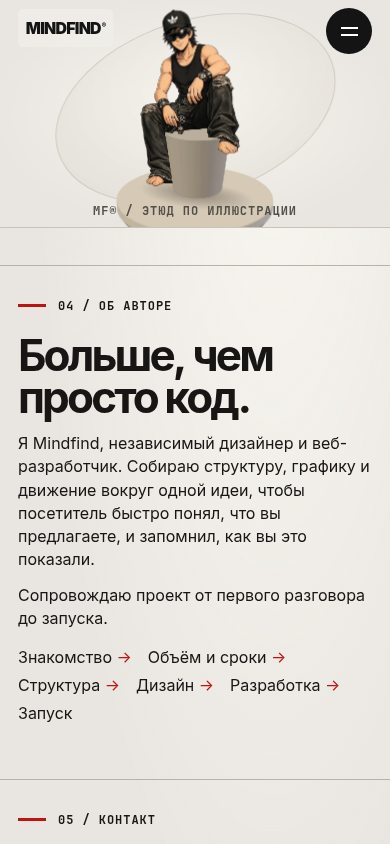 MINDFIND®
MF® / ЭТЮД ПО ИЛЛЮСТРАЦИИ
04 / ОБ АВТОРЕ
Больше, чем
просто код.
Я Mindfind, независимый дизайнер и веб-
разработчик. Собираю структуру, графику и
движение вокруг одной идеи, чтобы
посетитель быстро понял, что вы
предлагаете, и запомнил, как вы это
показали.
Сопровождаю проект от первого разговора
до запуска.
Знакомство → Объём и сроки →
Структура → Дизайн → Разработка →
Запуск
05 / КОНТАКТ